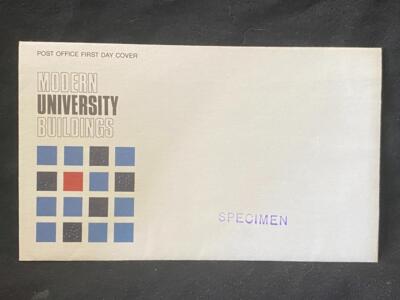 POST OFFICE FIRST DAY COVER
MODERN
UNIVERSITY
BUILDINGS
SPECIMEN